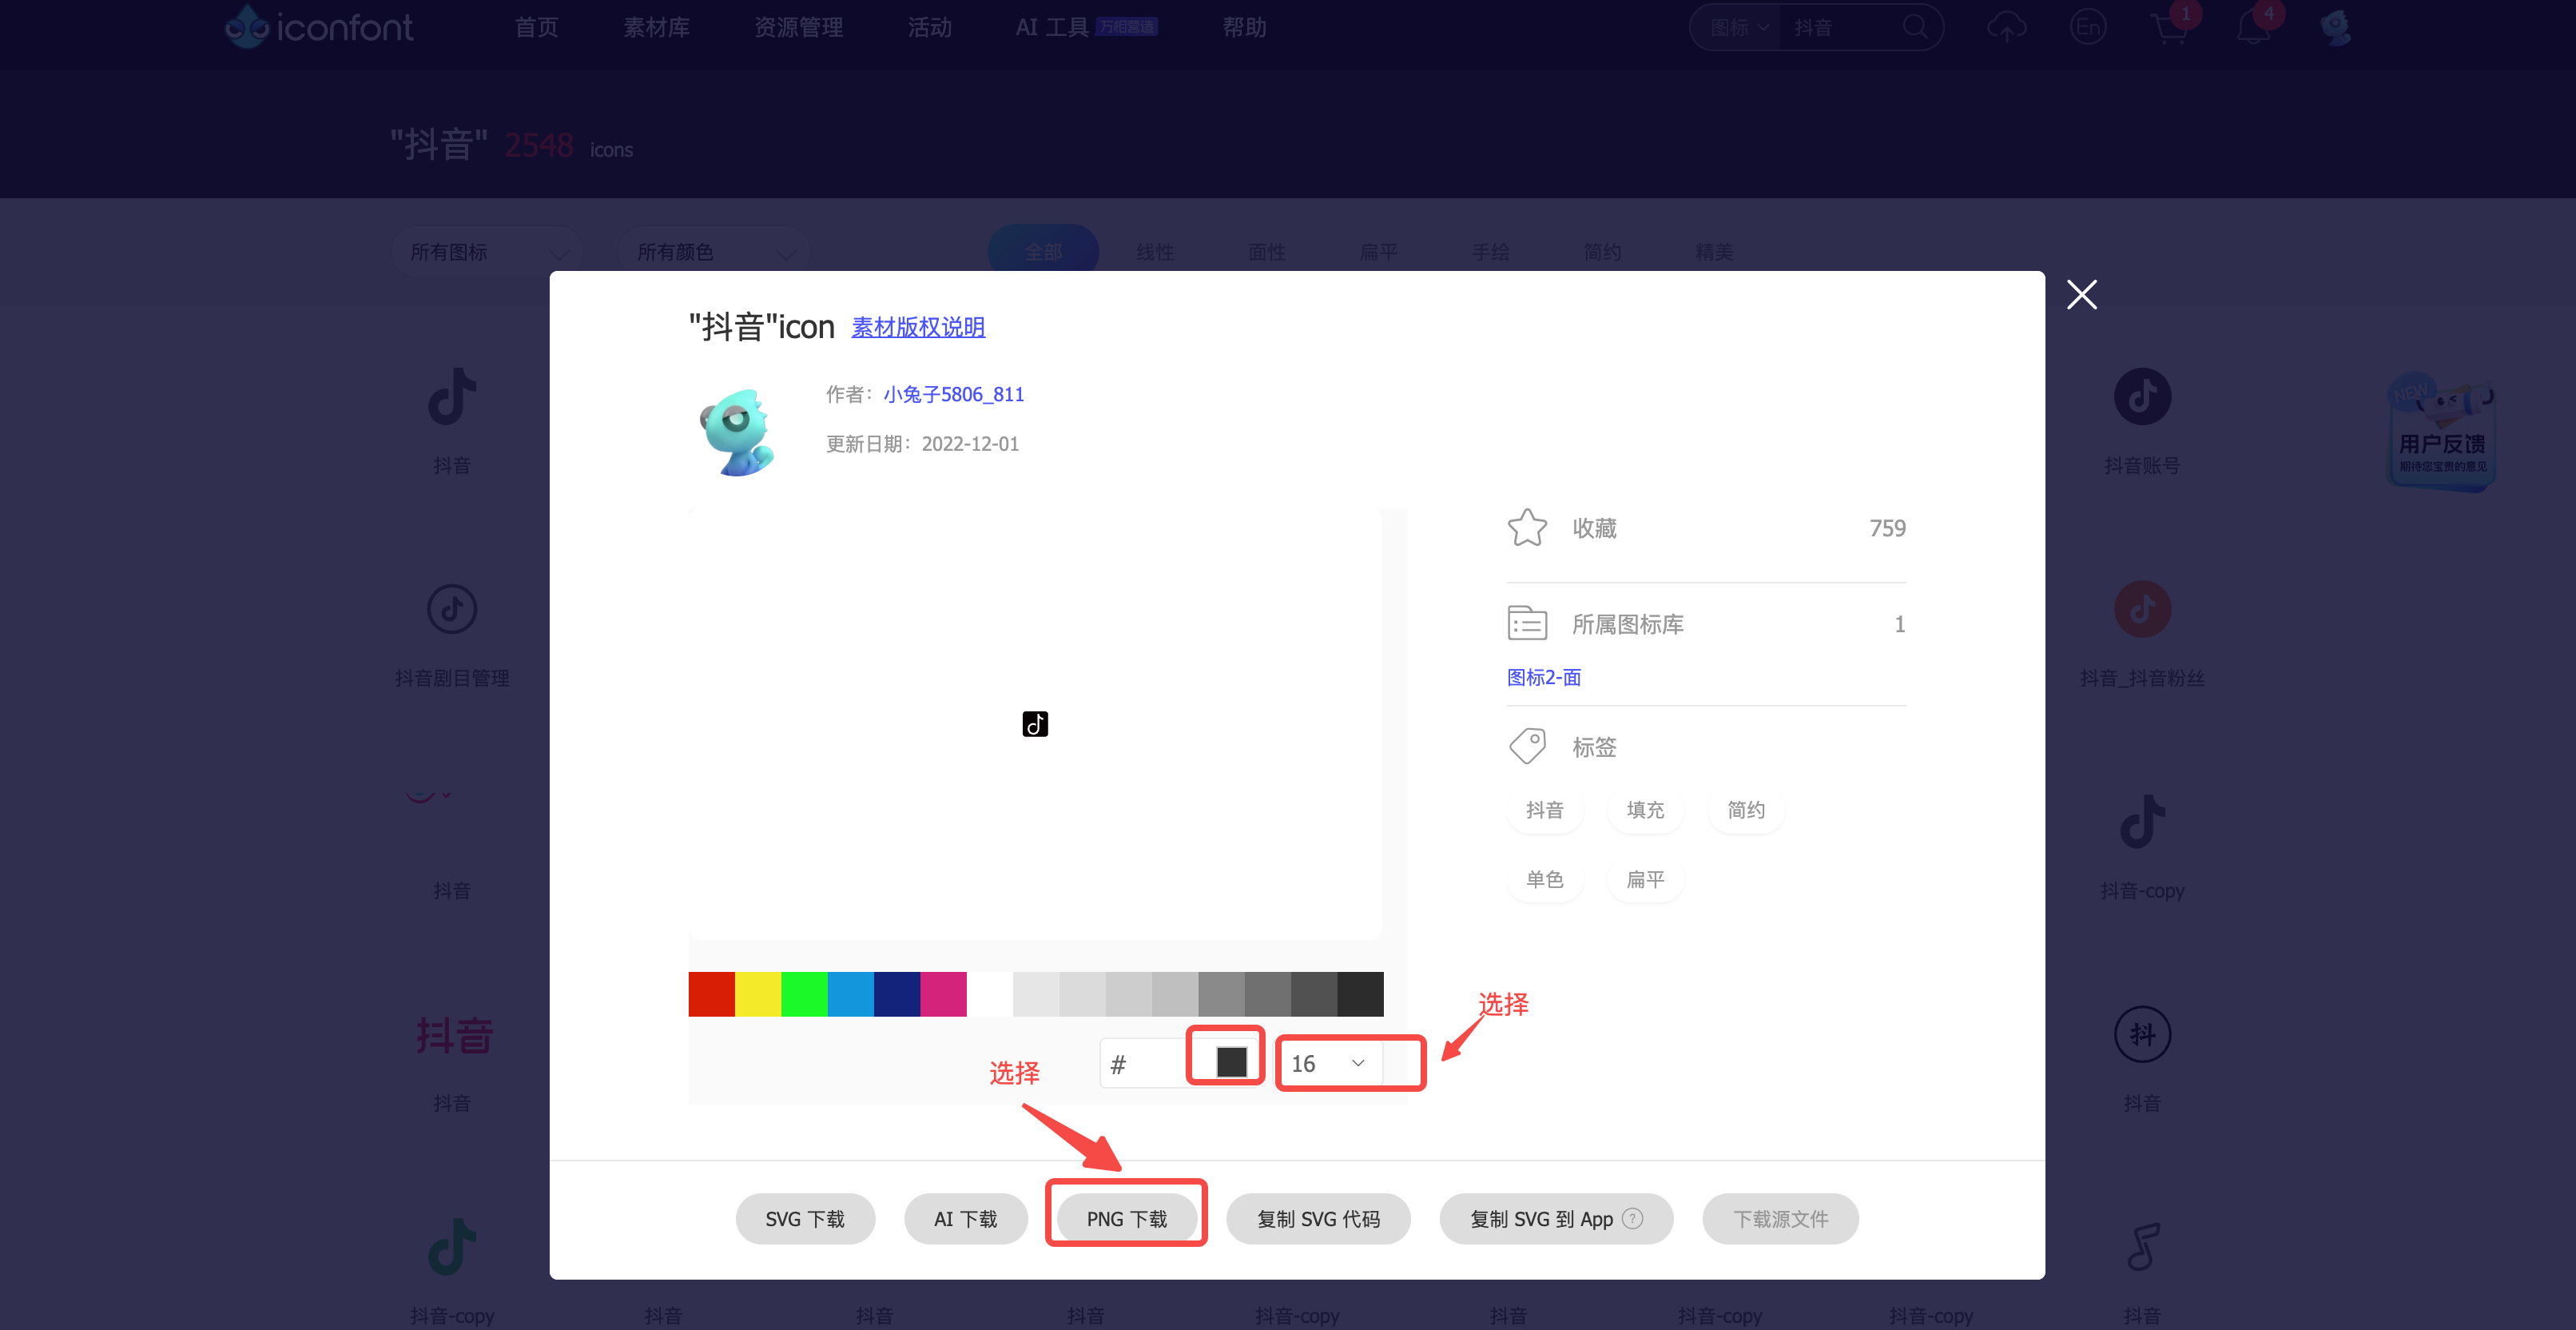 iconfont 首页 素材库 资源管理 活动 AI 工具 万相营造 帮助 图标 抖音 En 1 4
"抖音" 2548 icons
所有图标 所有颜色 全部 线性 面性 扁平 手绘 简约 精美
"抖音"icon 素材版权说明
作者：小兔子5806_811
更新日期：2022-12-01
收藏 759
所属图标库 1
图标2-面
标签
抖音 填充 简约
单色 扁平
选择
# 16
选择
SVG 下载 AI 下载 PNG 下载 复制 SVG 代码 复制 SVG 到 App ? 下载源文件
抖音
抖音账号
NEW
用户反馈
期待您宝贵的意见
抖音剧目管理
抖音_抖音粉丝
抖音
抖音-copy
抖音
抖
抖音
抖音
抖音-copy 抖音 抖音 抖音 抖音-copy 抖音 抖音-copy 抖音-copy 抖音